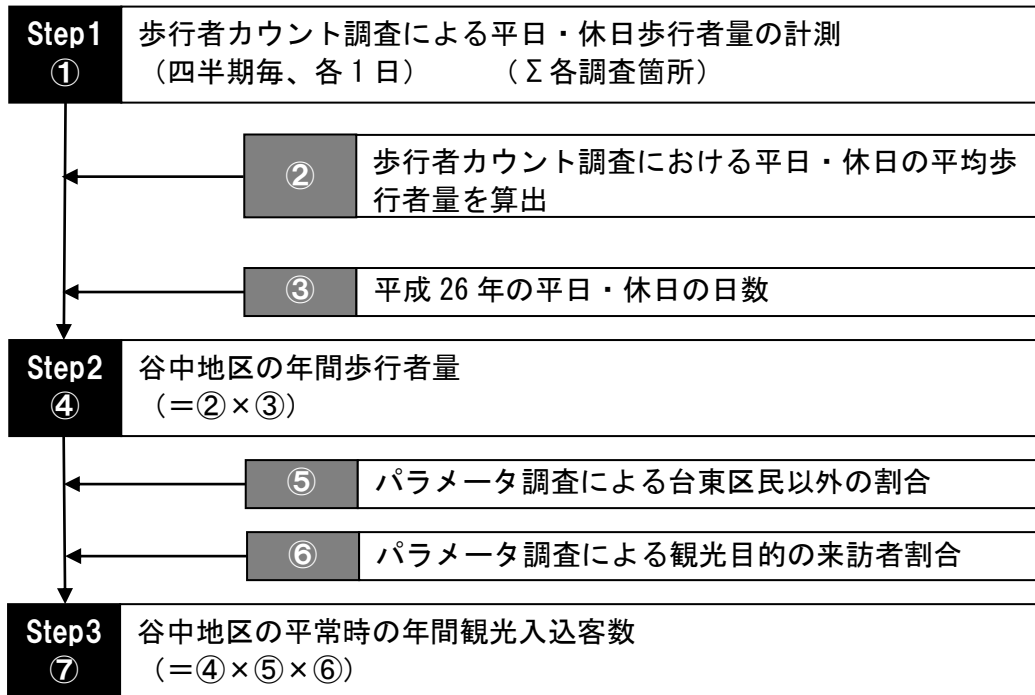 Step1
①
歩行者カウント調査による平日・休日歩行者量の計測
（四半期毎、各１日）　　（Σ各調査箇所）
②
歩行者カウント調査における平日・休日の平均歩
行者量を算出
③
平成 26 年の平日・休日の日数
Step2
④
谷中地区の年間歩行者量
（＝②×③）
⑤
パラメータ調査による台東区民以外の割合
⑥
パラメータ調査による観光目的の来訪者割合
Step3
⑦
谷中地区の平常時の年間観光入込客数
（＝④×⑤×⑥）